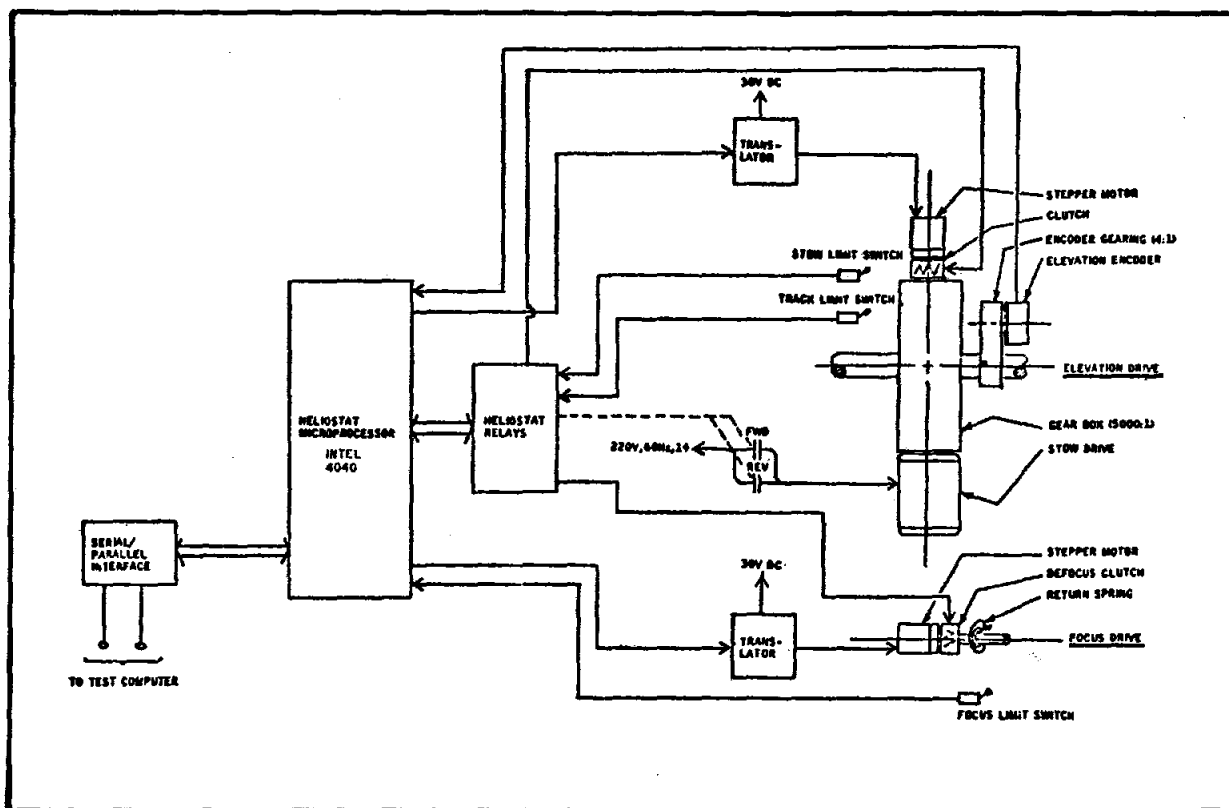 30V DC
TRANS-
LATOR
STEPPER MOTOR
CLUTCH
ENCODER GEARING (4:1)
ELEVATION ENCODER
STOW LIMIT SWITCH
TRACK LIMIT SWITCH
ELEVATION DRIVE
HELIOSTAT
MICROPROCESSOR
INTEL
4040
HELIOSTAT
RELAYS
FWD
220V, 60Hz, 1ϕ
REV
GEAR BOX (5000:1)
STOW DRIVE
SERIAL/
PARALLEL
INTERFACE
TO TEST COMPUTER
30V DC
TRANS-
LATOR
STEPPER MOTOR
DEFOCUS CLUTCH
RETURN SPRING
FOCUS DRIVE
FOCUS LIMIT SWITCH